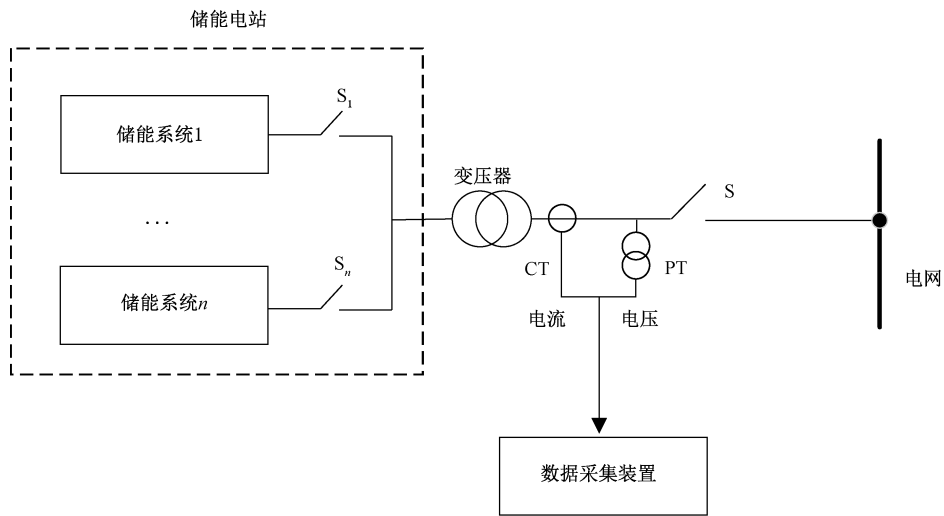 储能电站
S1
储能系统1
变压器
S
...
Sn
CT
PT
储能系统n
电网
电流
电压
数据采集装置